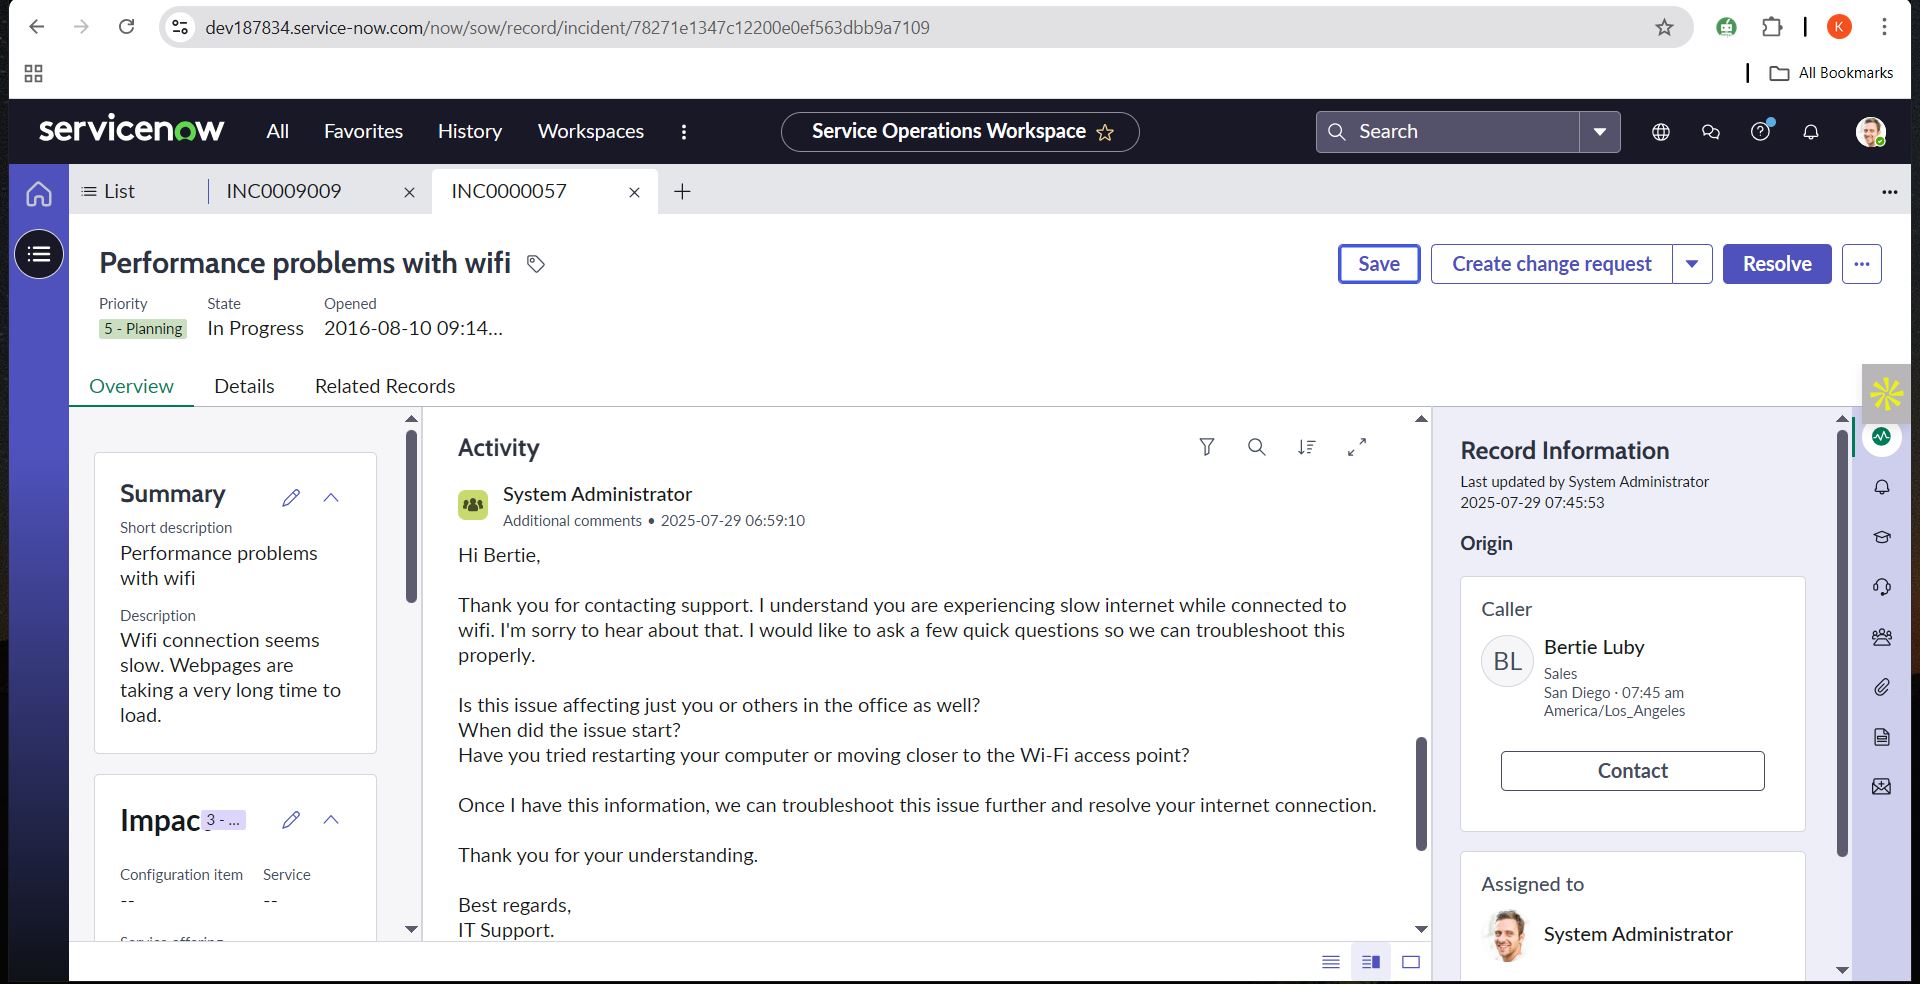 dev187834.service-now.com/now/sow/record/incident/78271e1347c12200e0ef563dbb9a7109
K
All Bookmarks
servicenow
All
Favorites
History
Workspaces
Service Operations Workspace
Search
List
INC0009009
INC0000057
Performance problems with wifi
Save
Create change request
Resolve
Priority
State
Opened
5 - Planning
In Progress
2016-08-10 09:14...
Overview
Details
Related Records
Summary
Short description
Performance problems
with wifi
Description
Wifi connection seems
slow. Webpages are
taking a very long time to
load.
Impac
3 - ...
Configuration item
Service
--
--
Service offering
Activity
System Administrator
Additional comments • 2025-07-29 06:59:10
Hi Bertie,
Thank you for contacting support. I understand you are experiencing slow internet while connected to
wifi. I'm sorry to hear about that. I would like to ask a few quick questions so we can troubleshoot this
properly.
Is this issue affecting just you or others in the office as well?
When did the issue start?
Have you tried restarting your computer or moving closer to the Wi-Fi access point?
Once I have this information, we can troubleshoot this issue further and resolve your internet connection.
Thank you for your understanding.
Best regards,
IT Support.
Record Information
Last updated by System Administrator
2025-07-29 07:45:53
Origin
Caller
BL
Bertie Luby
Sales
San Diego · 07:45 am
America/Los_Angeles
Contact
Assigned to
System Administrator